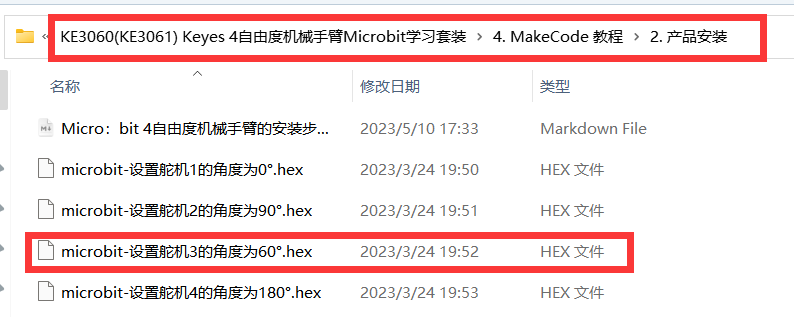 « KE3060(KE3061) Keyes 4自由度机械手臂Microbit学习套装 › 4. MakeCode 教程 › 2. 产品安装
名称 修改日期 类型
Micro：bit 4自由度机械手臂的安装步... 2023/5/10 17:33 Markdown File
microbit-设置舵机1的角度为0°.hex 2023/3/24 19:50 HEX 文件
microbit-设置舵机2的角度为90°.hex 2023/3/24 19:51 HEX 文件
microbit-设置舵机3的角度为60°.hex 2023/3/24 19:52 HEX 文件
microbit-设置舵机4的角度为180°.hex 2023/3/24 19:53 HEX 文件